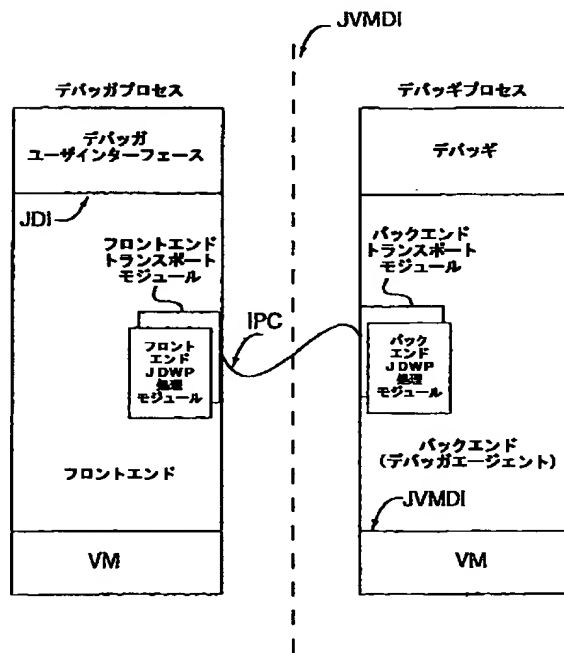 JVMDI
デバッガプロセス
デバッガ
ユーザインターフェース
JDI
フロントエンド
トランスポート
モジュール
フロント
エンド
JDWP
処理
モジュール
フロントエンド
VM
IPC
デバッギプロセス
デバッギ
バックエンド
トランスポート
モジュール
バック
エンド
JDWP
処理
モジュール
バックエンド
(デバッガエージェント)
JVMDI
VM